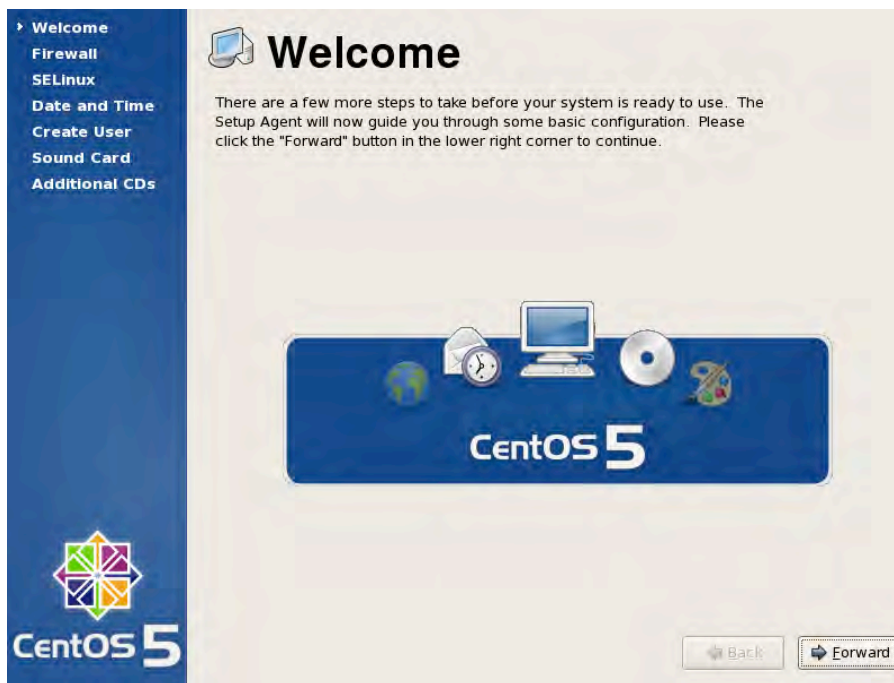 Welcome
Firewall
SELinux
Date and Time
Create User
Sound Card
Additional CDs
Welcome
There are a few more steps to take before your system is ready to use. The
Setup Agent will now guide you through some basic configuration. Please
click the "Forward" button in the lower right corner to continue.
CentOS 5
CentOS 5
Back
Forward